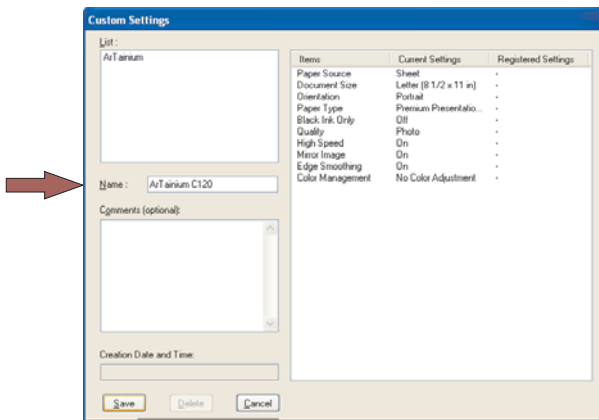 Custom Settings
List :
ArTainium
Name : ArTainium C120
Comments (optional):
Creation Date and Time:
Save Delete Cancel
Items Current Settings Registered Settings
Paper Source Sheet -
Document Size Letter (8 1/2 x 11 in) -
Orientation Portrait -
Paper Type Premium Presentatio... -
Black Ink Only Off -
Quality Photo -
High Speed On -
Mirror Image On -
Edge Smoothing On -
Color Management No Color Adjustment -